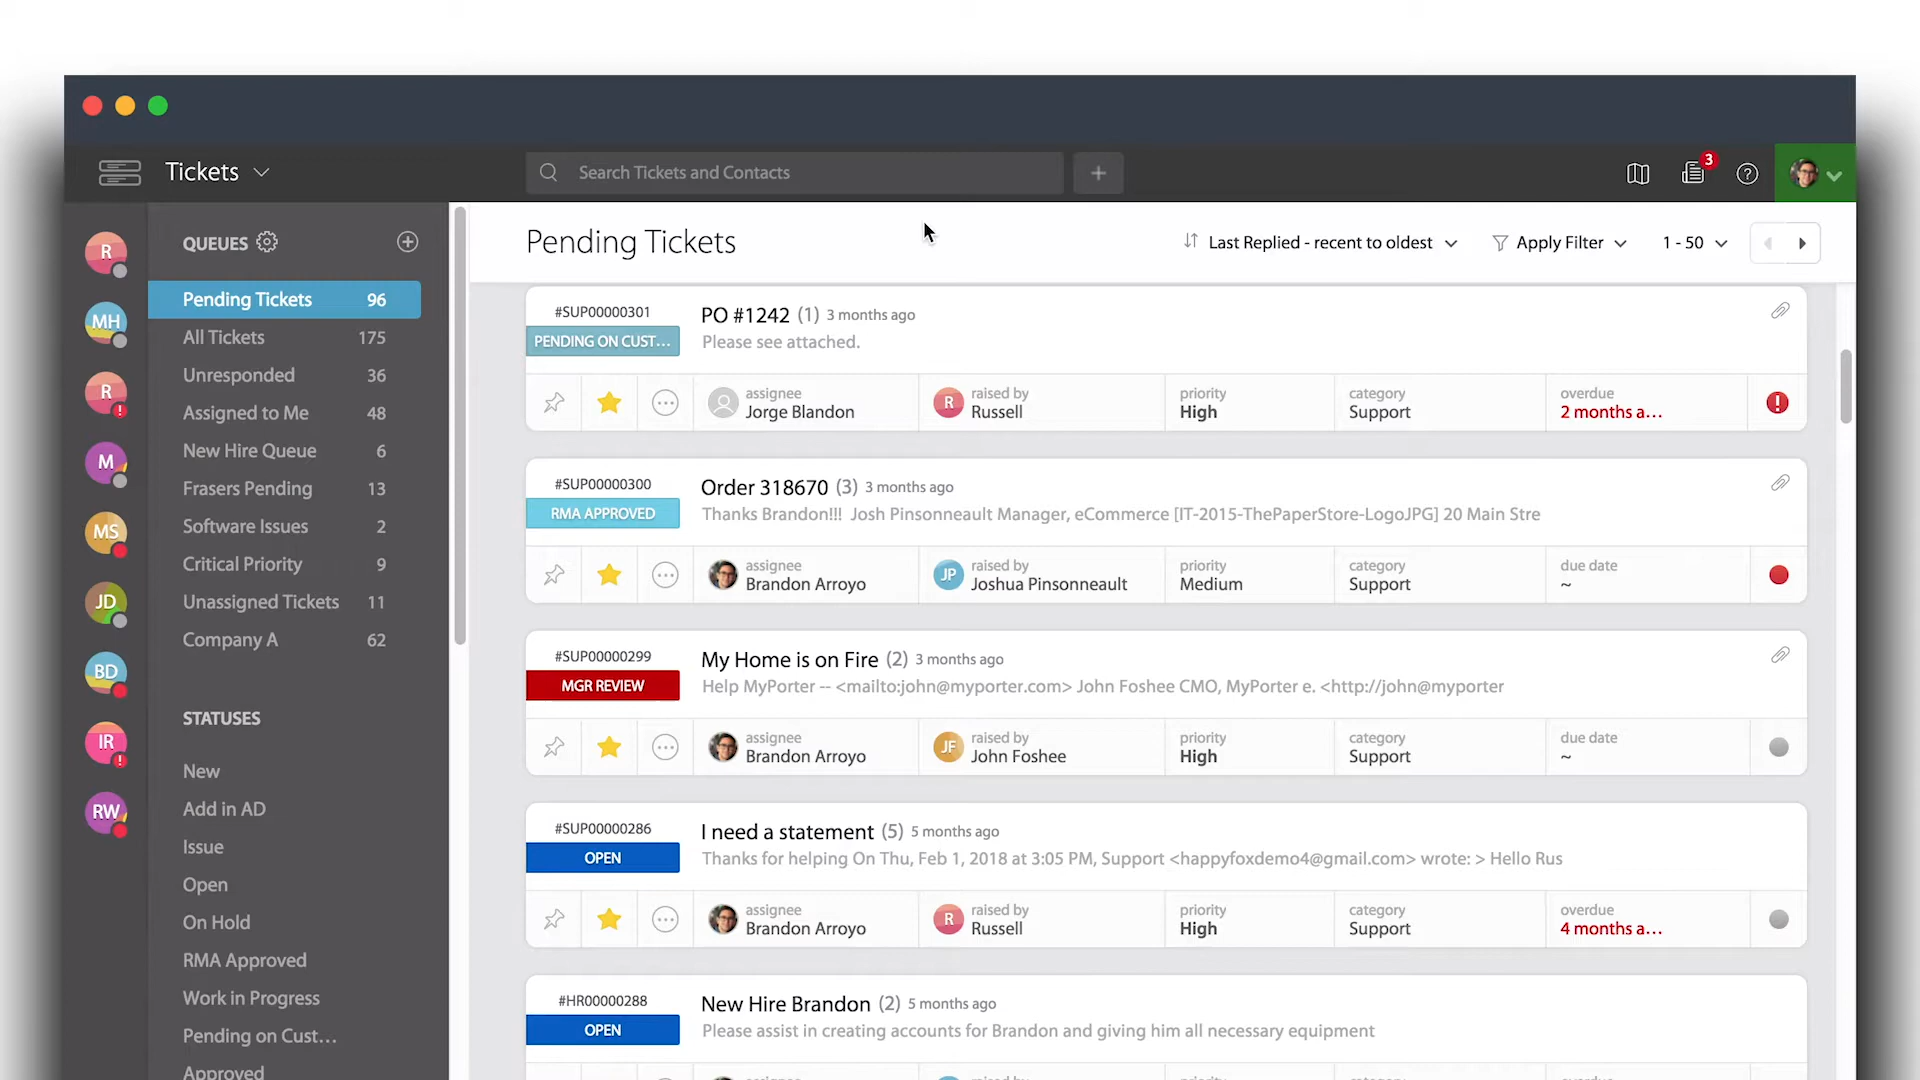 Tickets
Search Tickets and Contacts
+
3
?
R
MH
R
!
M
MS
JD
BD
IR
!
RW
QUEUES
Pending Tickets 96
All Tickets 175
Unresponded 36
Assigned to Me 48
New Hire Queue 6
Frasers Pending 13
Software Issues 2
Critical Priority 9
Unassigned Tickets 11
Company A 62
STATUSES
New
Add in AD
Issue
Open
On Hold
RMA Approved
Work in Progress
Pending on Cust...
Approved
Pending Tickets
Last Replied - recent to oldest
Apply Filter
1 - 50
#SUP00000301
PENDING ON CUST...
PO #1242 (1) 3 months ago
Please see attached.
assignee
Jorge Blandon
R
raised by
Russell
priority
High
category
Support
overdue
2 months a...
!
#SUP00000300
RMA APPROVED
Order 318670 (3) 3 months ago
Thanks Brandon!!! Josh Pinsonneault Manager, eCommerce [IT-2015-ThePaperStore-LogoJPG] 20 Main Stre
assignee
Brandon Arroyo
JP
raised by
Joshua Pinsonneault
priority
Medium
category
Support
due date
~
#SUP00000299
MGR REVIEW
My Home is on Fire (2) 3 months ago
Help MyPorter -- <mailto:john@myporter.com> John Foshee CMO, MyPorter e. <http://john@myporter
assignee
Brandon Arroyo
JF
raised by
John Foshee
priority
High
category
Support
due date
~
#SUP00000286
OPEN
I need a statement (5) 5 months ago
Thanks for helping On Thu, Feb 1, 2018 at 3:05 PM, Support <happyfoxdemo4@gmail.com> wrote: > Hello Rus
assignee
Brandon Arroyo
R
raised by
Russell
priority
High
category
Support
overdue
4 months a...
#HR00000288
OPEN
New Hire Brandon (2) 5 months ago
Please assist in creating accounts for Brandon and giving him all necessary equipment